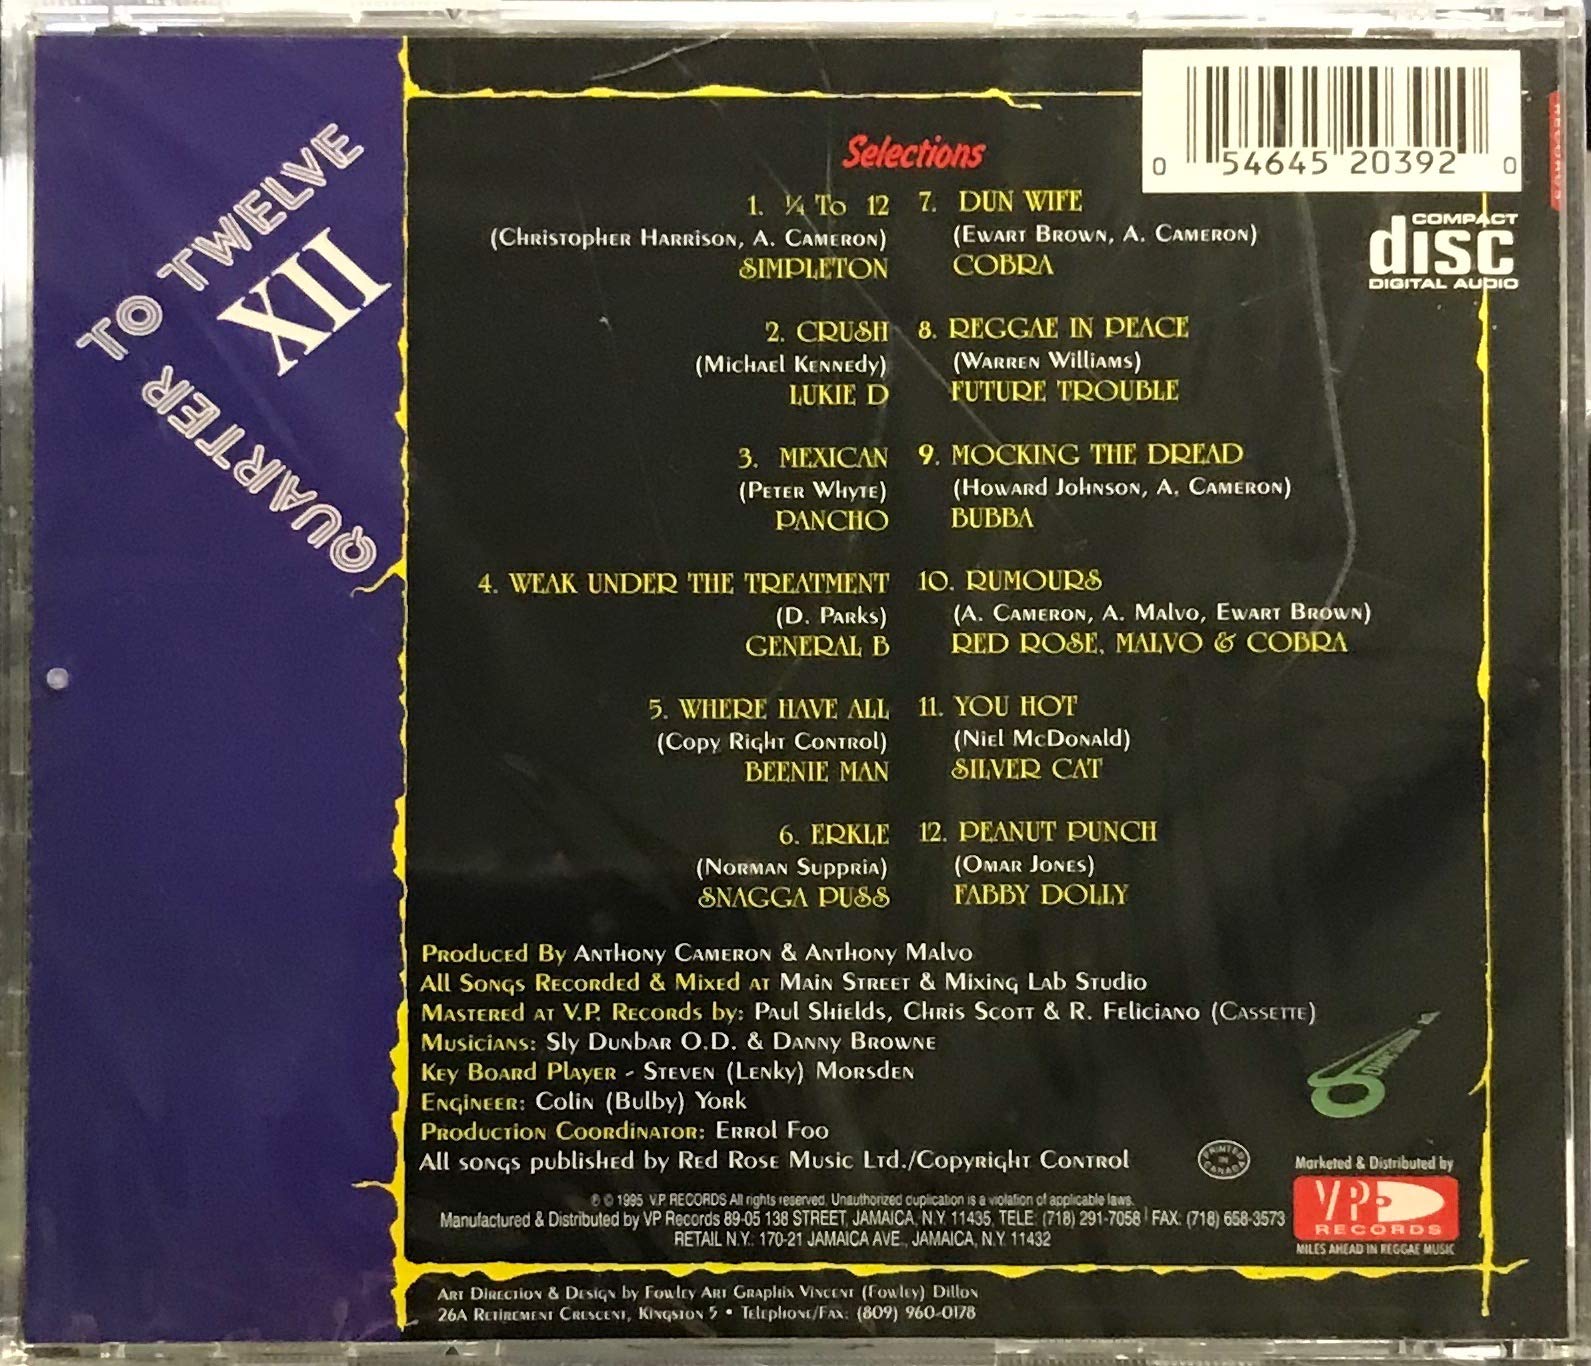 QUARTER TO TWELVE
XII
Selections
1. ¼ To 12
(Christopher Harrison, A. Cameron)
SIMPLETON
2. CRUSH
(Michael Kennedy)
LUKIE D
3. MEXICAN
(Peter Whyte)
PANCHO
4. WEAK UNDER THE TREATMENT
(D. Parks)
GENERAL B
5. WHERE HAVE ALL
(Copy Right Control)
BEENIE MAN
6. ERKLE
(Norman Suppria)
SNAGGA PUSS
7. DUN WIFE
(Ewart Brown, A. Cameron)
COBRA
8. REGGAE IN PEACE
(Warren Williams)
FUTURE TROUBLE
9. MOCKING THE DREAD
(Howard Johnson, A. Cameron)
BUBBA
10. RUMOURS
(A. Cameron, A. Malvo, Ewart Brown)
RED ROSE, MALVO & COBRA
11. YOU HOT
(Niel McDonald)
SILVER CAT
12. PEANUT PUNCH
(Omar Jones)
FABBY DOLLY
0 54645 20392 0
COMPACT
disc
DIGITAL AUDIO
Produced By Anthony Cameron & Anthony Malvo
All Songs Recorded & Mixed at Main Street & Mixing Lab Studio
Mastered at V.P. Records by: Paul Shields, Chris Scott & R. Feliciano (Cassette)
Musicians: Sly Dunbar O.D. & Danny Browne
Key Board Player - Steven (Lenky) Morsden
Engineer: Colin (Bulby) York
Production Coordinator: Errol Foo
All songs published by Red Rose Music Ltd./Copyright Control
PRINTED IN CANADA
℗ © 1995 V.P RECORDS All rights reserved. Unauthorized duplication is a violation of applicable laws.
Manufactured & Distributed by VP Records 89-05 138 STREET, JAMAICA, N.Y. 11435, TELE: (718) 291-7058 FAX: (718) 658-3573
RETAIL N.Y.: 170-21 JAMAICA AVE., JAMAICA, N.Y. 11432
Marketed & Distributed by
VP
RECORDS
MILES AHEAD IN REGGAE MUSIC
Art Direction & Design by Fowley Art Graphix Vincent (Fowley) Dillon
26A Retirement Crescent, Kingston 5 • Telephone/Fax: (809) 960-0178